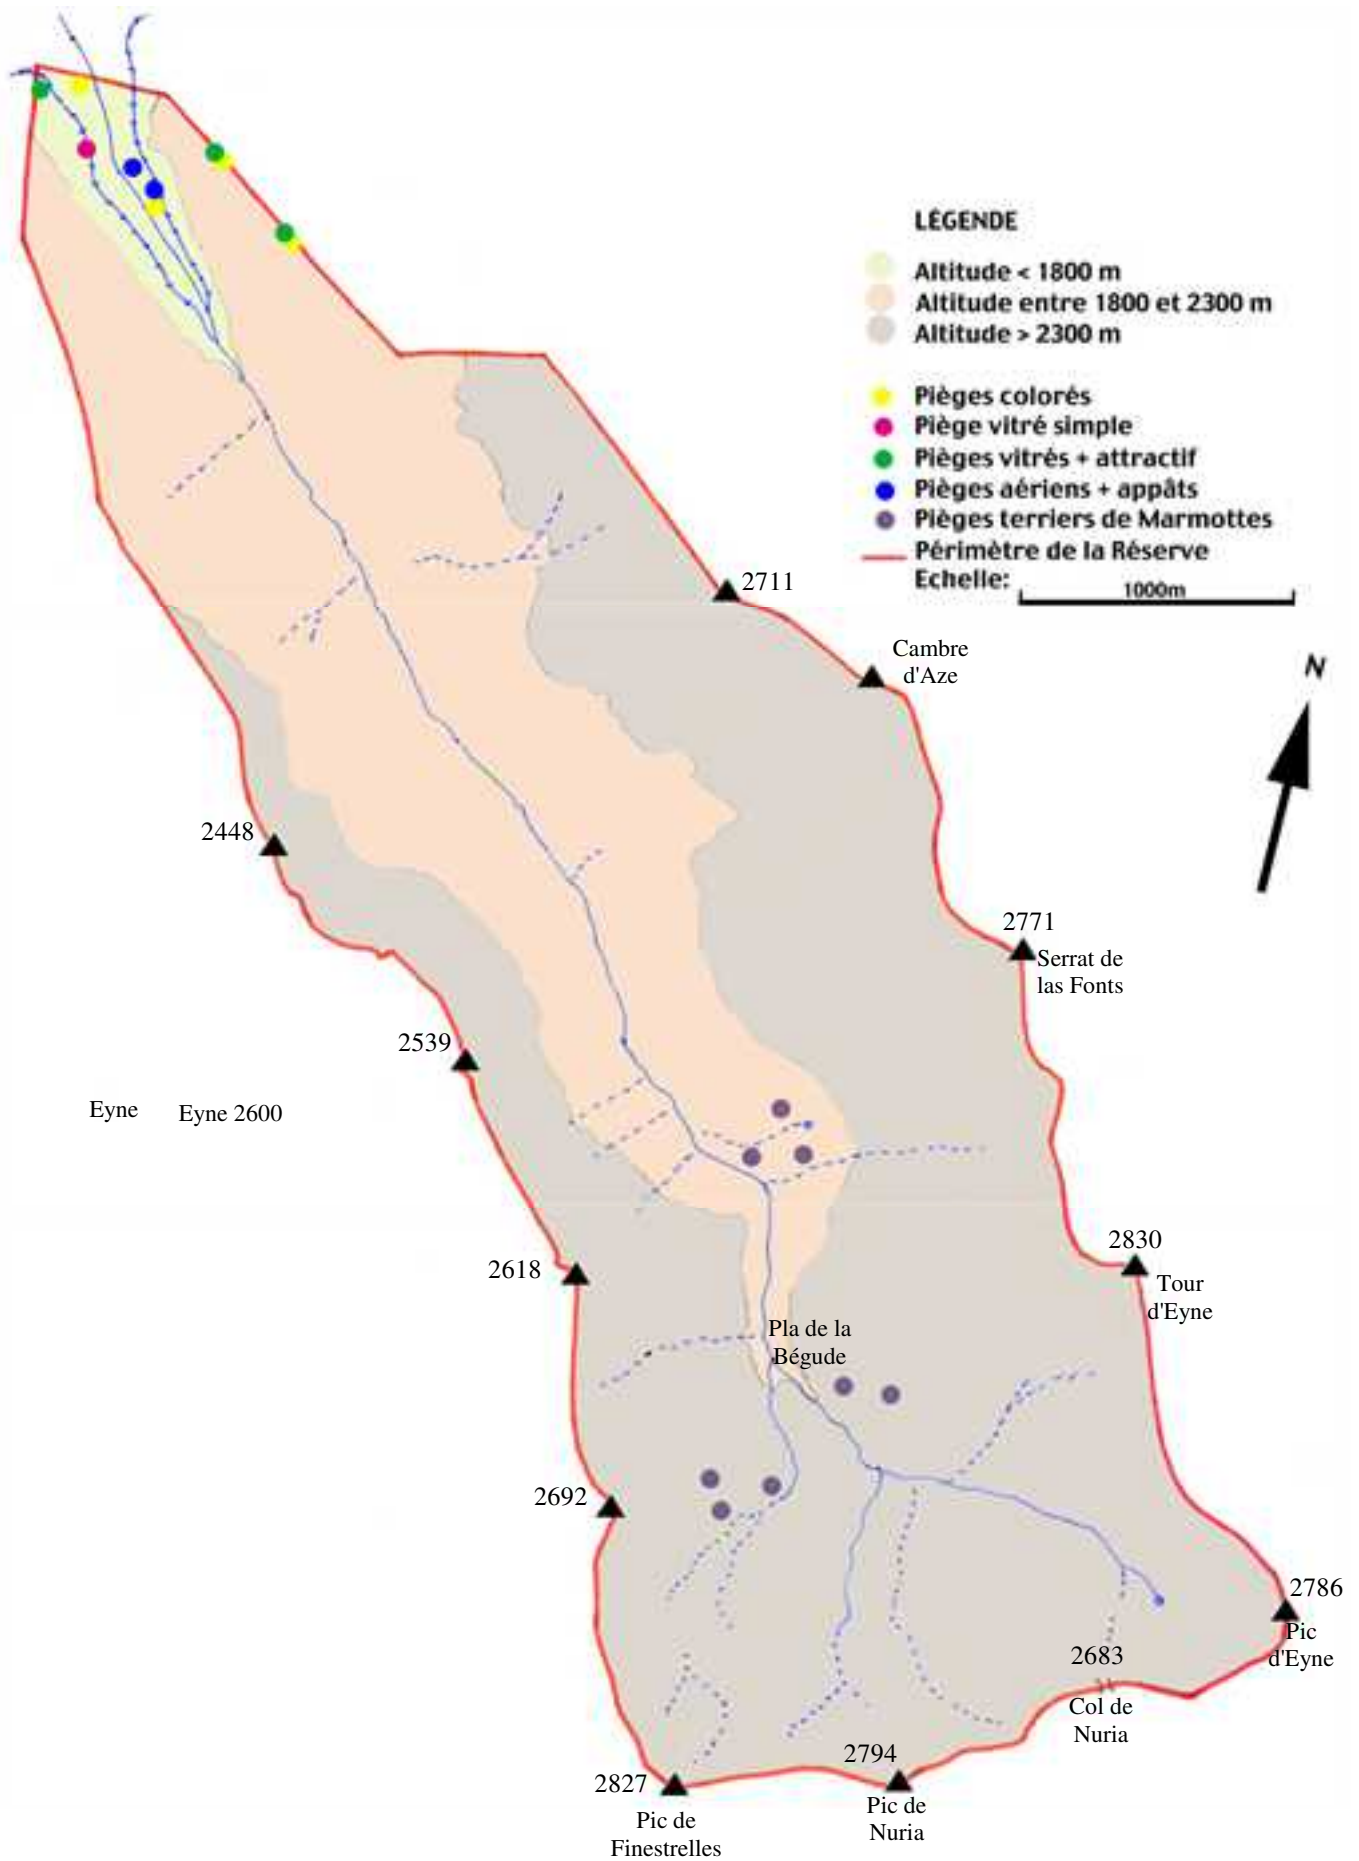 LÉGENDE
Altitude < 1800 m
Altitude entre 1800 et 2300 m
Altitude > 2300 m
Pièges colorés
Piège vitré simple
Pièges vitrés + attractif
Pièges aériens + appâts
Pièges terriers de Marmottes
Périmètre de la Réserve
Echelle:
1000m
N
2711
Cambre
d'Aze
2448
2771
Serrat de
las Fonts
2539
Eyne
Eyne 2600
2618
2830
Tour
d'Eyne
Pla de la
Bégude
2692
2786
Pic
d'Eyne
2683
Col de
Nuria
2794
Pic de
Nuria
2827
Pic de
Finestrelles